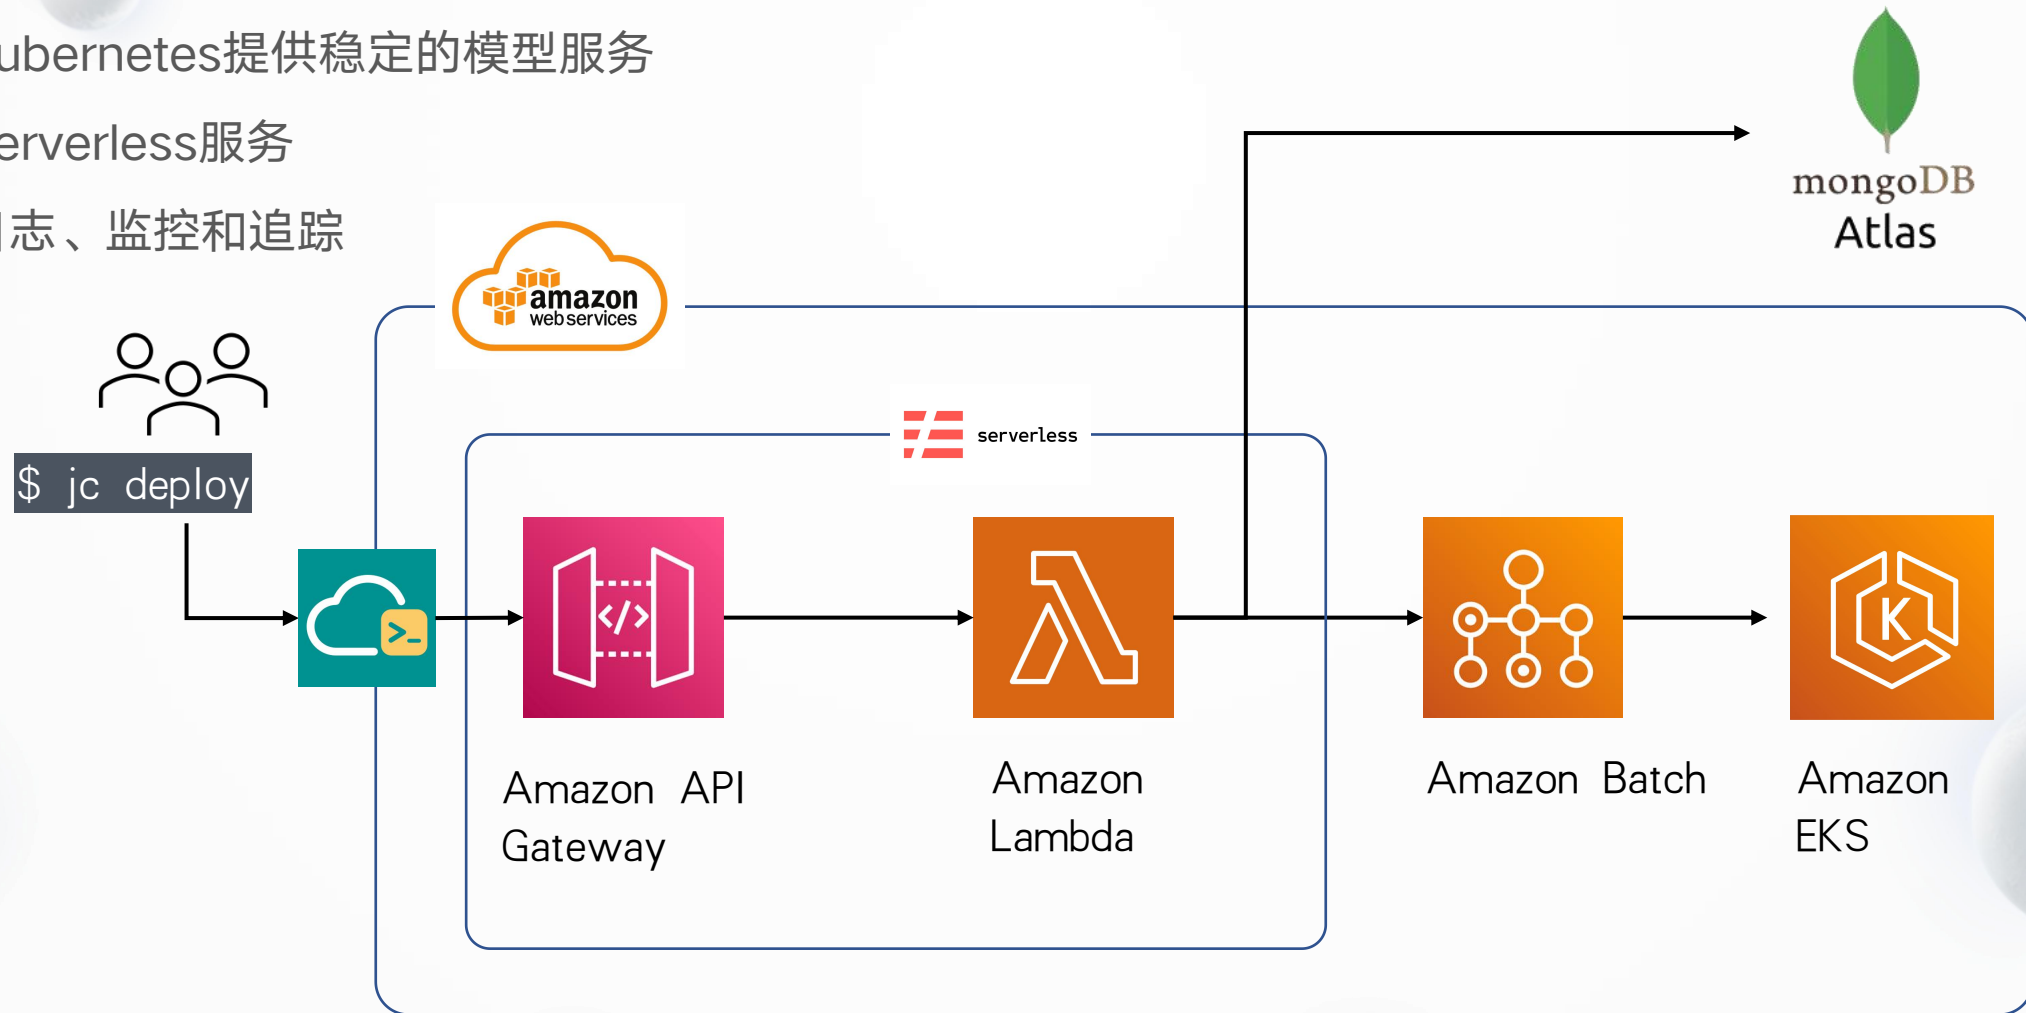 ubernetes提供稳定的模型服务
erverless服务
志、监控和追踪
mongoDB
Atlas
amazon
webservices
serverless
$ jc deploy
</>
>_
K
Amazon API
Gateway
Amazon
Lambda
Amazon Batch
Amazon
EKS